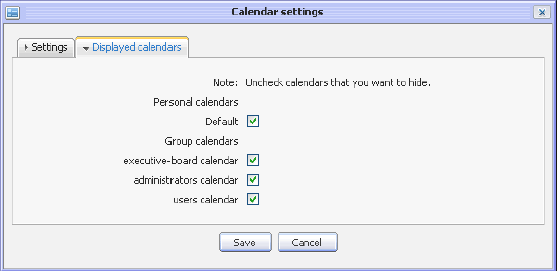 Calendar settings
Settings
Displayed calendars
Note: Uncheck calendars that you want to hide.
Personal calendars
Default
Group calendars
executive-board calendar
administrators calendar
users calendar
Save
Cancel